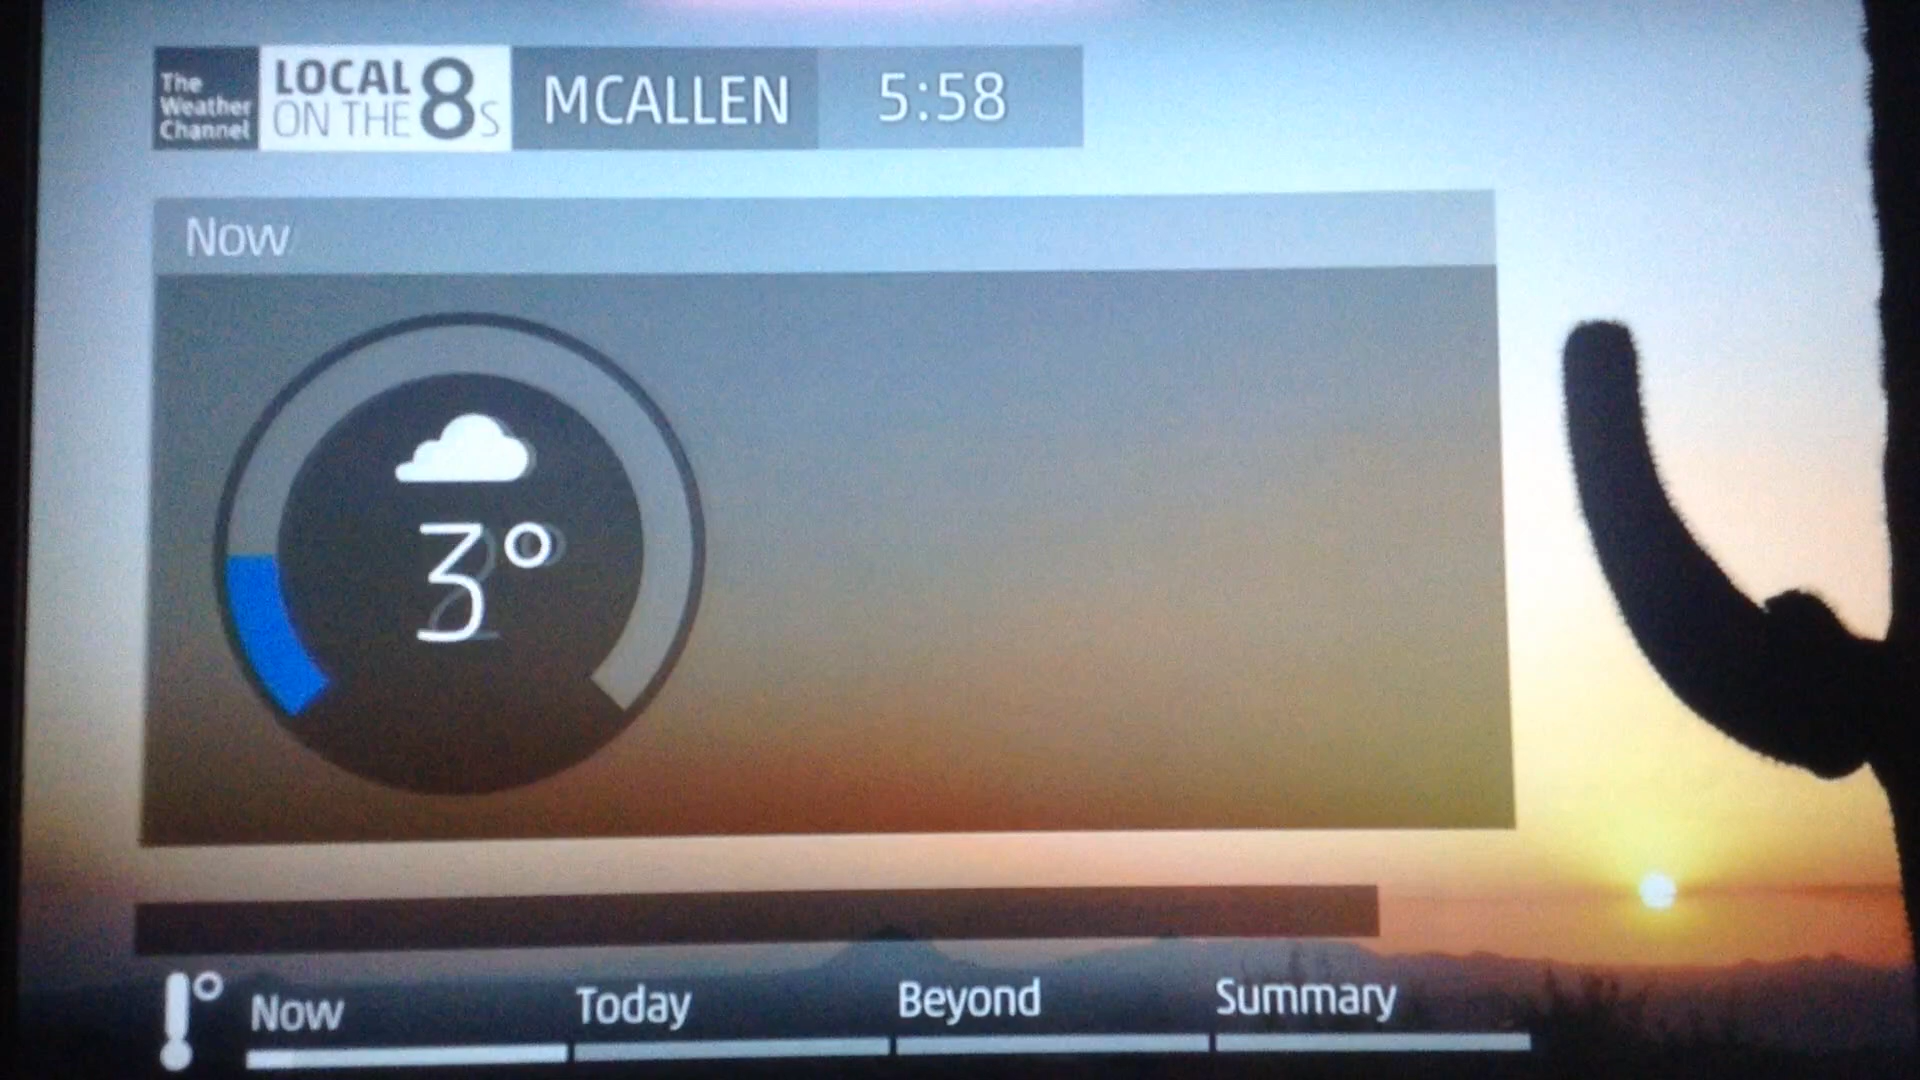 The
Weather
Channel
LOCAL
ON THE 8s
MCALLEN
5:58
Now
3°
Now
Today
Beyond
Summary